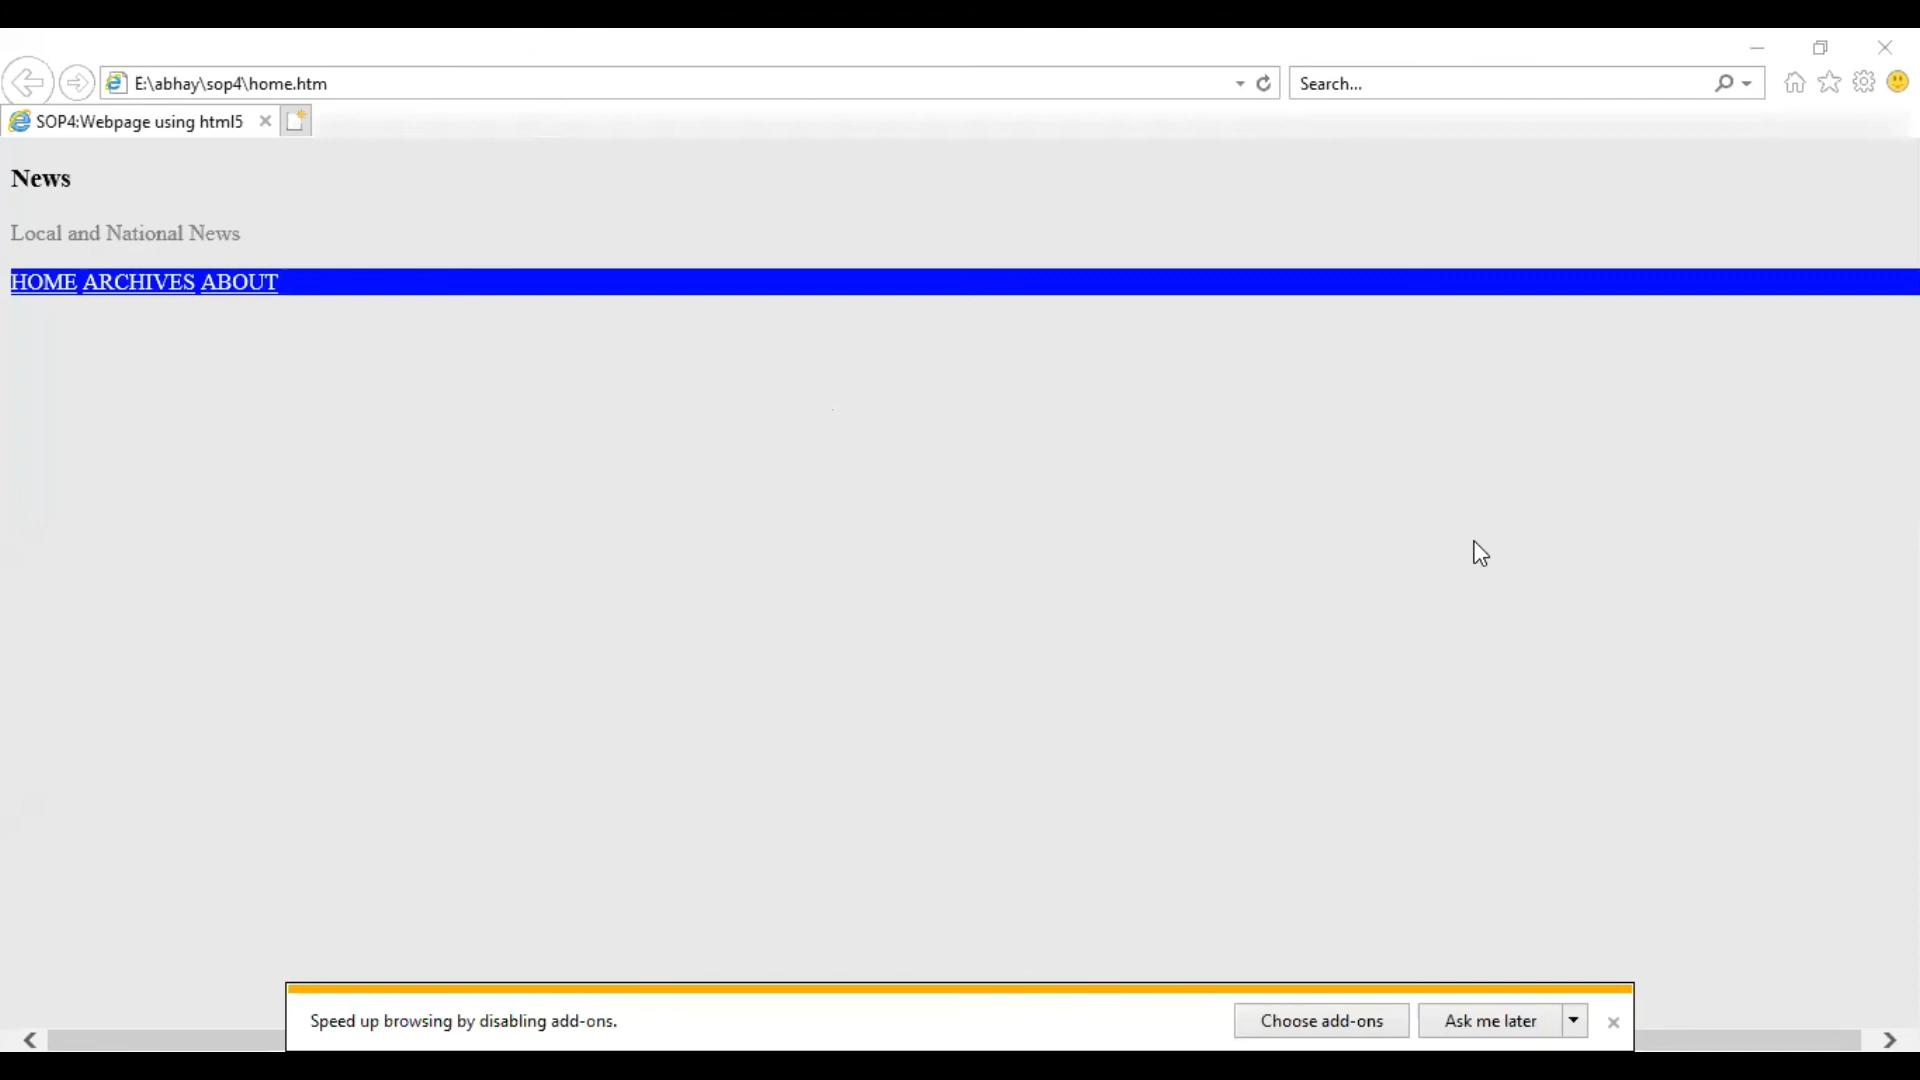 E:\abhay\sop4\home.htm
Search...
SOP4:Webpage using html5
News
Local and National News
HOME ARCHIVES ABOUT
Speed up browsing by disabling add-ons.
Choose add-ons
Ask me later